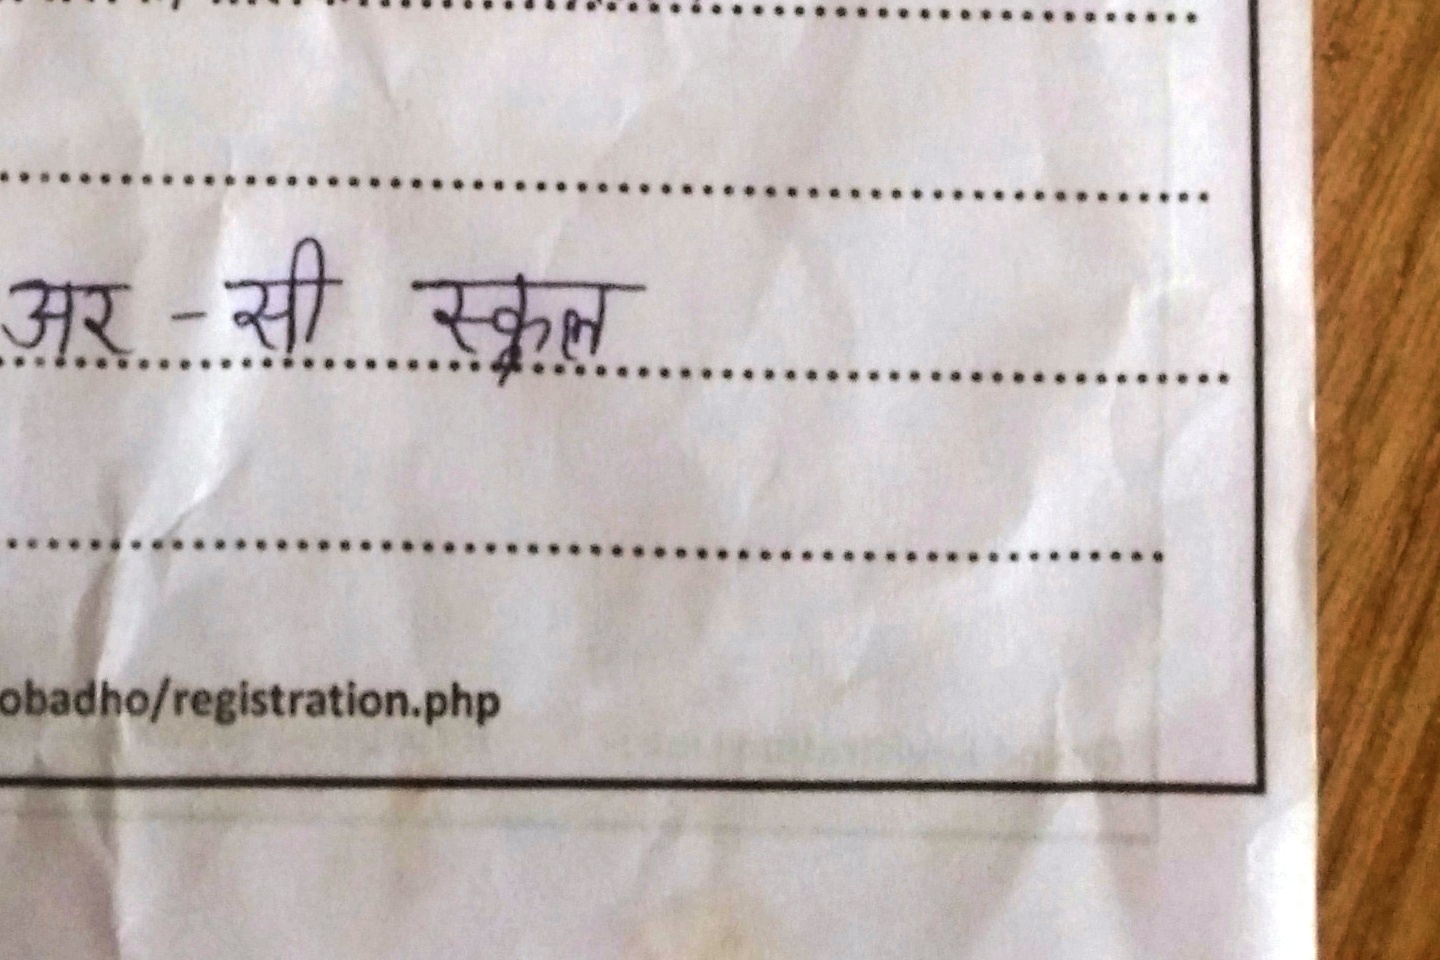 अर - सी स्कूल
obadho/registration.php